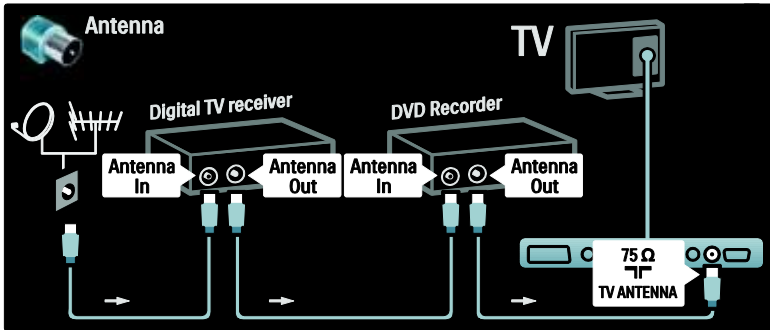 Antenna
TV
Digital TV receiver
DVD Recorder
Antenna
In
Antenna
Out
Antenna
In
Antenna
Out
75 Ω
TV ANTENNA